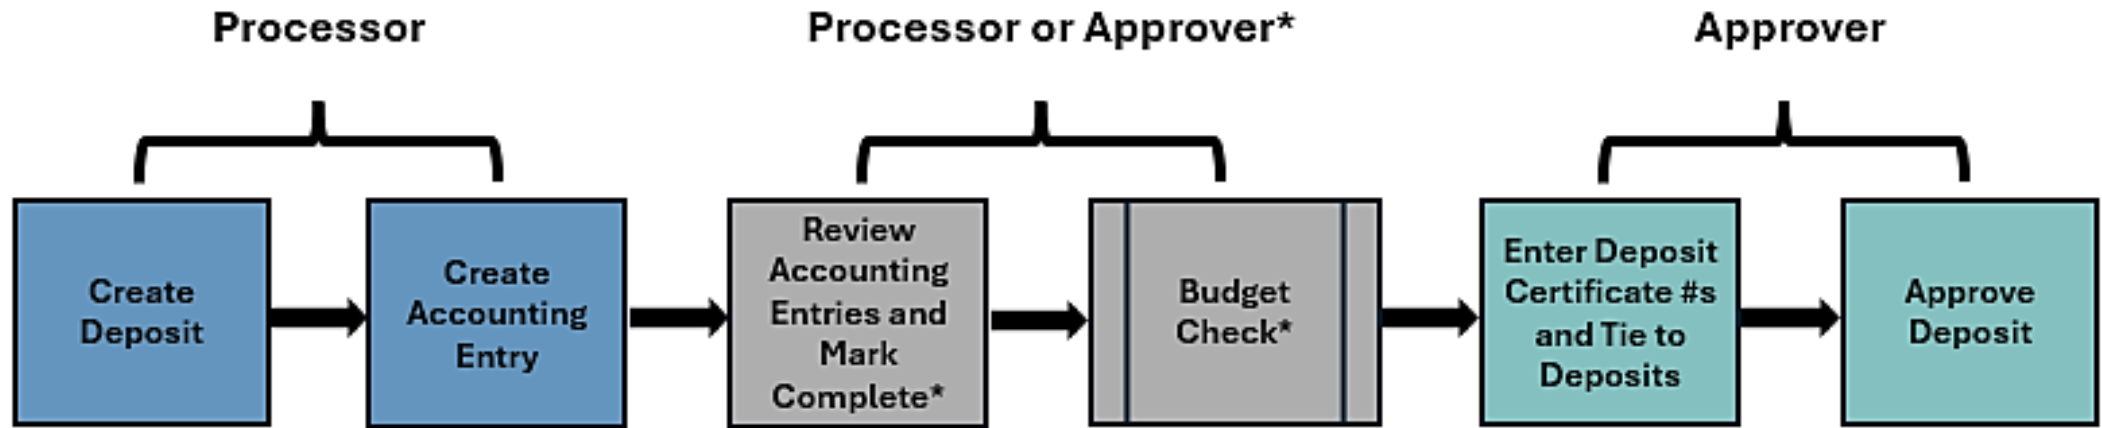 Processor
Processor or Approver*
Approver
Create
Deposit
Create
Accounting
Entry
Review
Accounting
Entries and
Mark
Complete*
Budget
Check*
Enter Deposit
Certificate #s
and Tie to
Deposits
Approve
Deposit